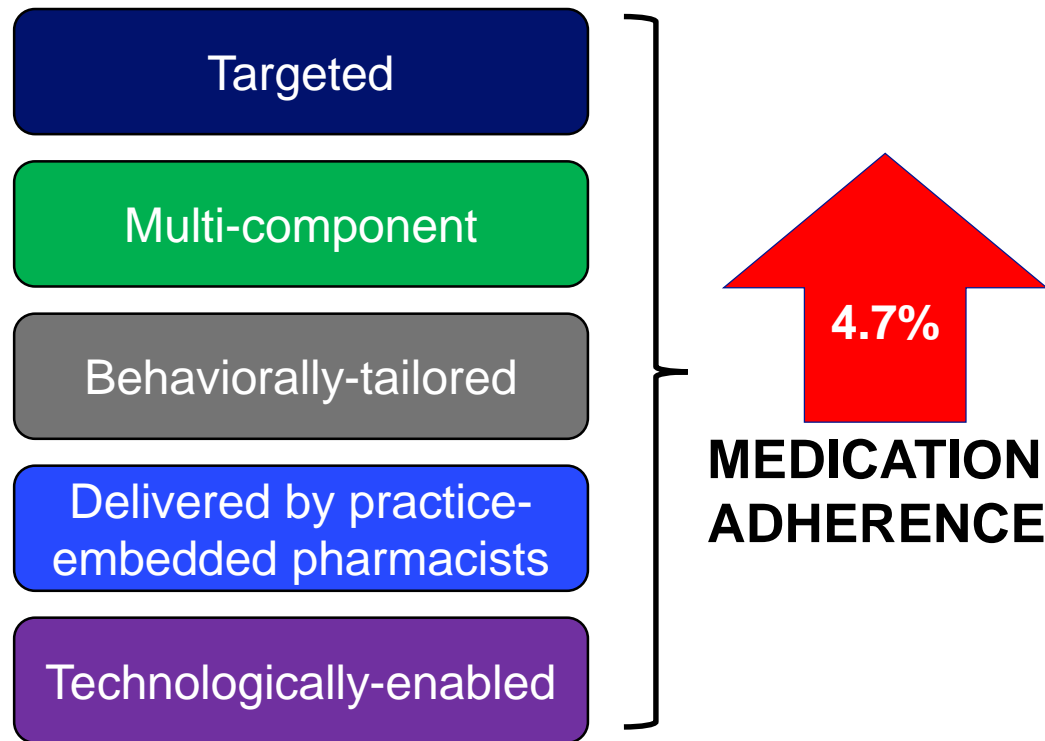 Targeted
Multi-component
Behaviorally-tailored
Delivered by practice-
embedded pharmacists
Technologically-enabled
4.7%
MEDICATION
ADHERENCE